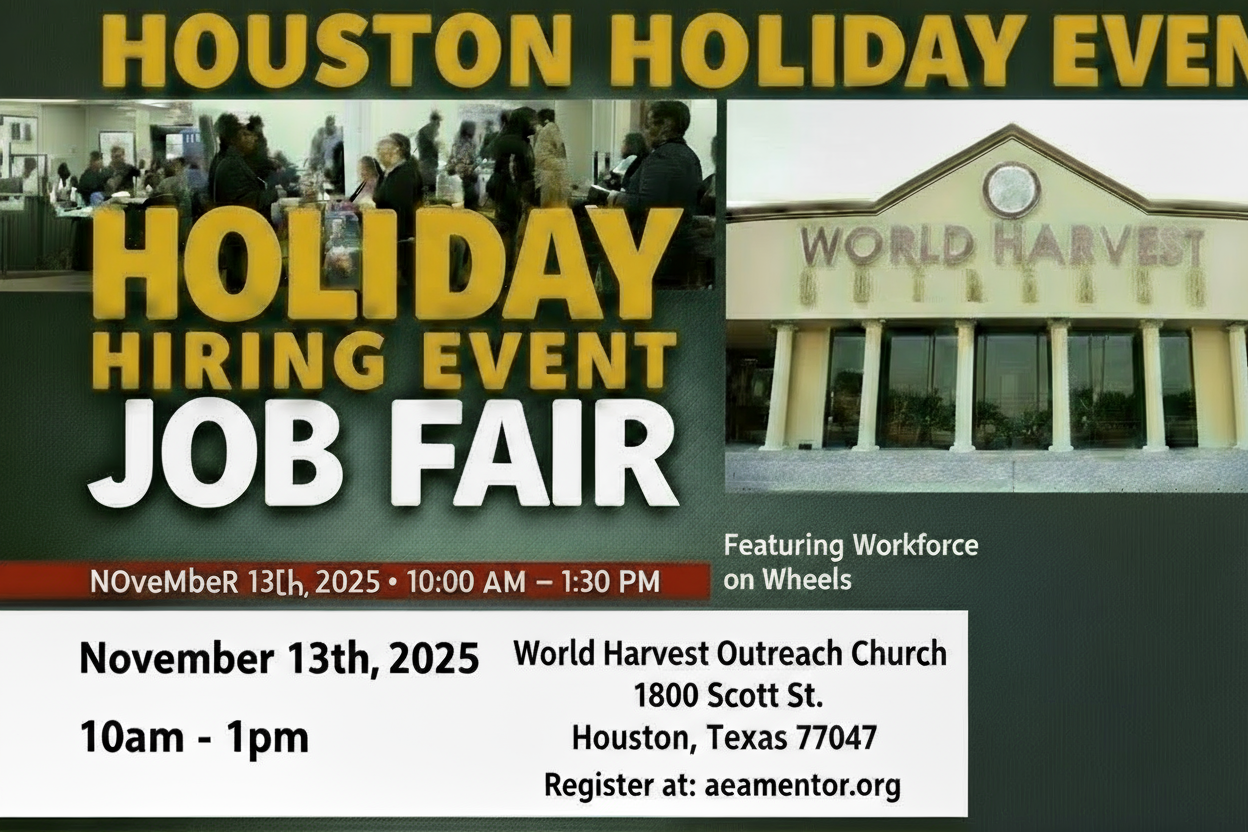 HOUSTON HOLIDAY EVEN
WORLD HARVEST
HOLIDAY
HIRING EVENT
JOB FAIR
NOveMbeR 13th, 2025 • 10:00 AM – 1:30 PM
Featuring Workforce
on Wheels
November 13th, 2025
10am - 1pm
World Harvest Outreach Church
1800 Scott St.
Houston, Texas 77047
Register at: aeamentor.org